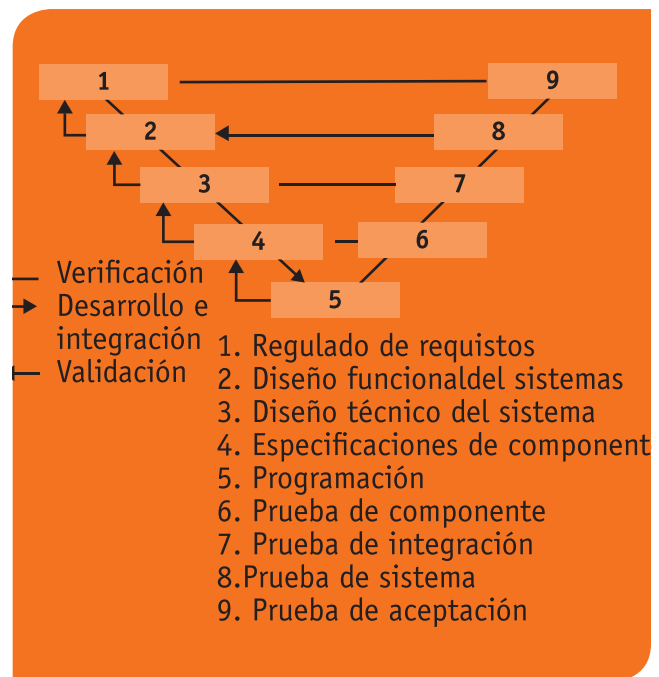 1
9
2
8
3
7
4
6
5
Verificación
Desarrollo e
integración
Validación
1. Regulado de requistos
2. Diseño funcionaldel sistemas
3. Diseño técnico del sistema
4. Especificaciones de component
5. Programación
6. Prueba de componente
7. Prueba de integración
8.Prueba de sistema
9. Prueba de aceptación